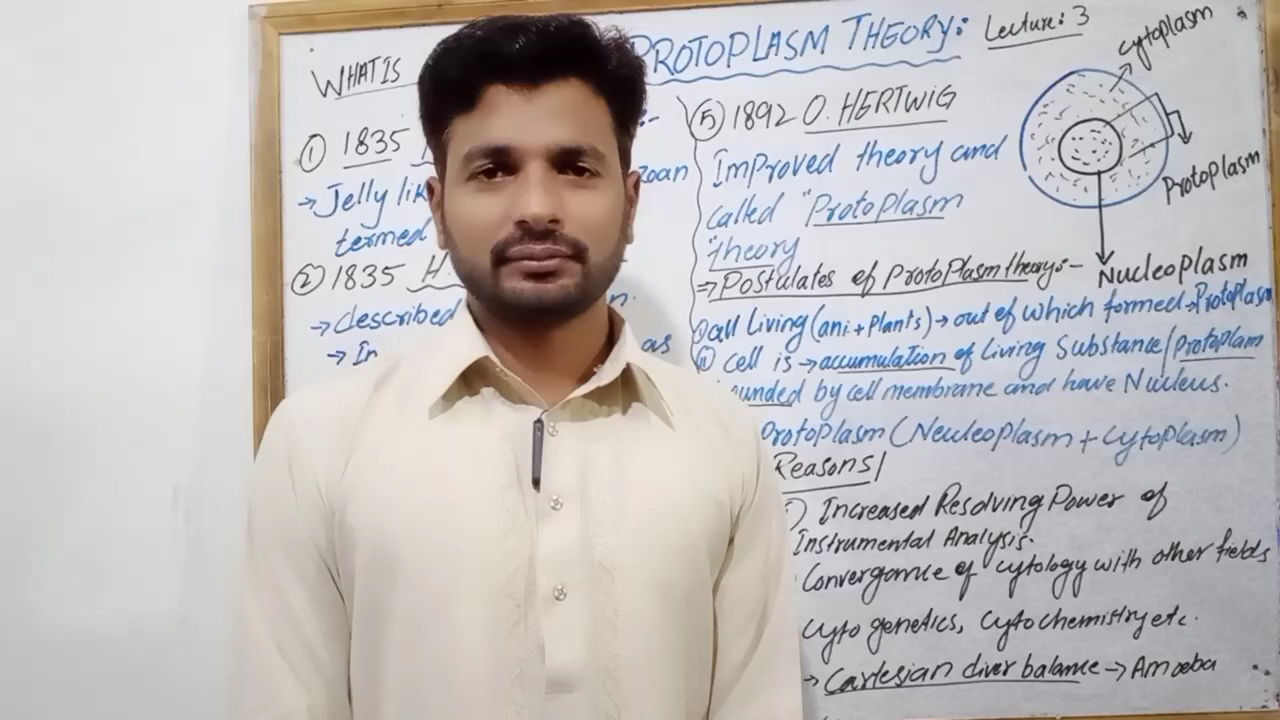 WHAT IS PROTOPLASM THEORY: Lecture: 3
① 1835
→ Jelly
termed
zoan
② 1835 H.
→ described
→ In
as
⑤ 1892 O. HERTWIG
Improved theory and
called "Protoplasm
"theory
⇒ Postulates of Protoplasm theory:-
all Living (ani + Plants) → out of which formed → Protoplasm
ⅱ cell is → accumulation of Living Substance/Protoplam
by cell membrane and have Nucleus.
Protoplasm (Neucleoplasm + Cytoplasm)
Reasons/
Increased Resolving Power of
Instrumental Analysis.
Convergance of cytology with other fields
Cyto genetics, Cytochemistry etc.
→ Cartesian diver balance → Amoeba
Cytoplasm
Protoplasm
Nucleoplasm